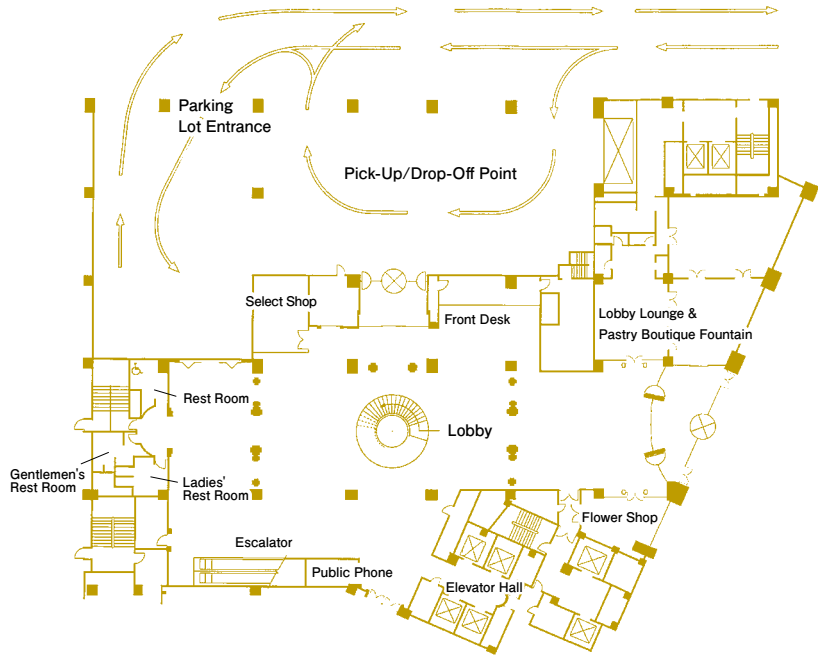 Parking
Lot Entrance
Pick-Up/Drop-Off Point
Select Shop
Front Desk
Lobby Lounge &
Pastry Boutique Fountain
Rest Room
Lobby
Gentlemen's
Rest Room
Ladies'
Rest Room
Flower Shop
Escalator
Public Phone
Elevator Hall